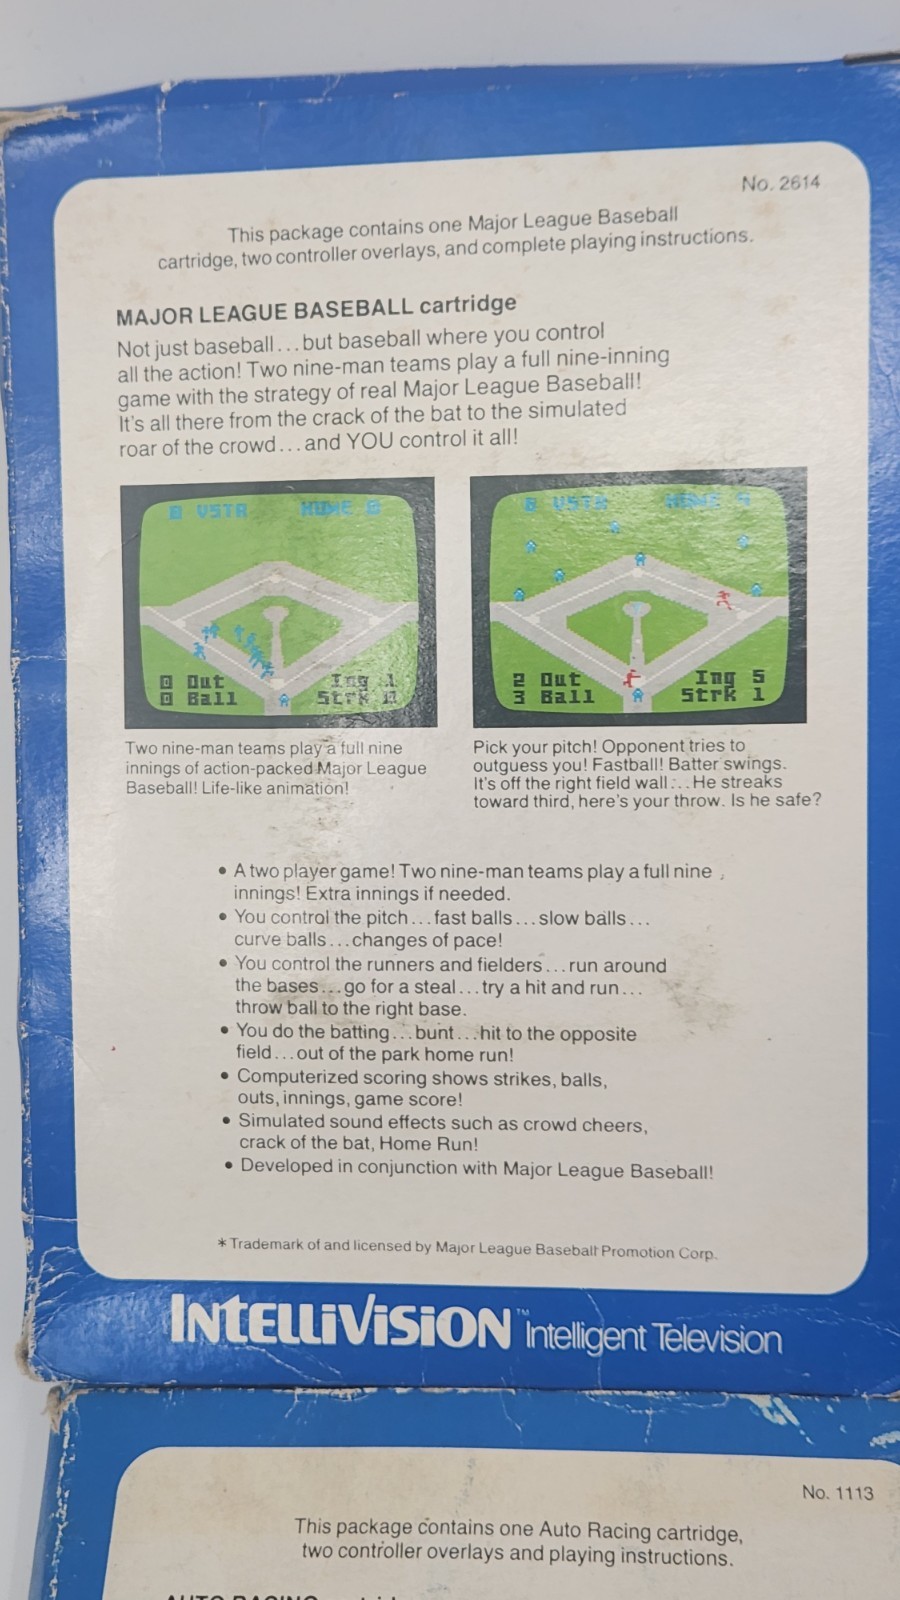 No. 2614
This package contains one Major League Baseball
cartridge, two controller overlays, and complete playing instructions.
MAJOR LEAGUE BASEBALL cartridge
Not just baseball...but baseball where you control
all the action! Two nine-man teams play a full nine-inning
game with the strategy of real Major League Baseball!
It's all there from the crack of the bat to the simulated
roar of the crowd...and YOU control it all!
0 VSTR HOME 0
0 Out Ing 1
0 Ball Strk 0
VSTR HOME
2 Out Ing 5
3 Ball Strk 1
Two nine-man teams play a full nine
innings of action-packed Major League
Baseball! Life-like animation!
Pick your pitch! Opponent tries to
outguess you! Fastball! Batter swings.
It's off the right field wall...He streaks
toward third, here's your throw. Is he safe?
• A two player game! Two nine-man teams play a full nine
innings! Extra innings if needed.
• You control the pitch...fast balls...slow balls...
curve balls...changes of pace!
• You control the runners and fielders...run around
the bases...go for a steal...try a hit and run...
throw ball to the right base.
• You do the batting...bunt...hit to the opposite
field...out of the park home run!
• Computerized scoring shows strikes, balls,
outs, innings, game score!
• Simulated sound effects such as crowd cheers,
crack of the bat, Home Run!
• Developed in conjunction with Major League Baseball!
*Trademark of and licensed by Major League Baseball Promotion Corp.
INTELLIVISION™ Intelligent Television
No. 1113
This package contains one Auto Racing cartridge,
two controller overlays and playing instructions.